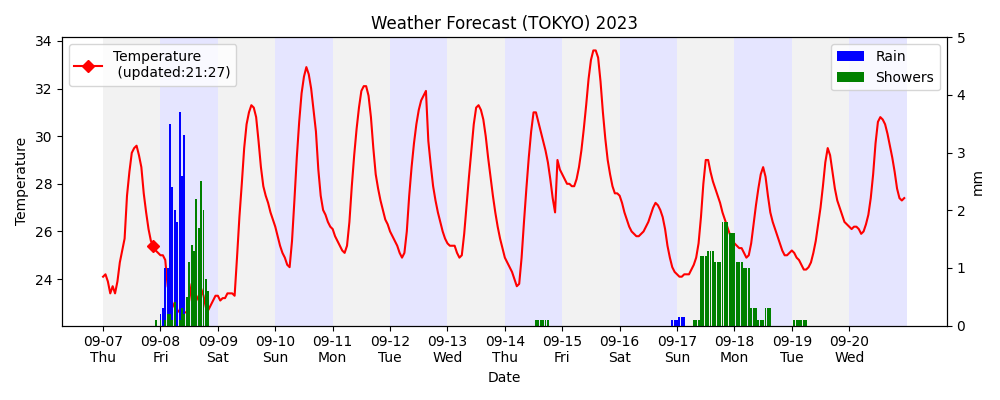 Weather Forecast (TOKYO) 2023
Temperature
(updated:21:27)
Rain
Showers
34
32
30
28
26
24
Temperature
5
4
3
2
1
0
mm
09-07 09-08 09-09 09-10 09-11 09-12 09-13 09-14 09-15 09-16 09-17 09-18 09-19 09-20
Thu Fri Sat Sun Mon Tue Wed Thu Fri Sat Sun Mon Tue Wed
Date